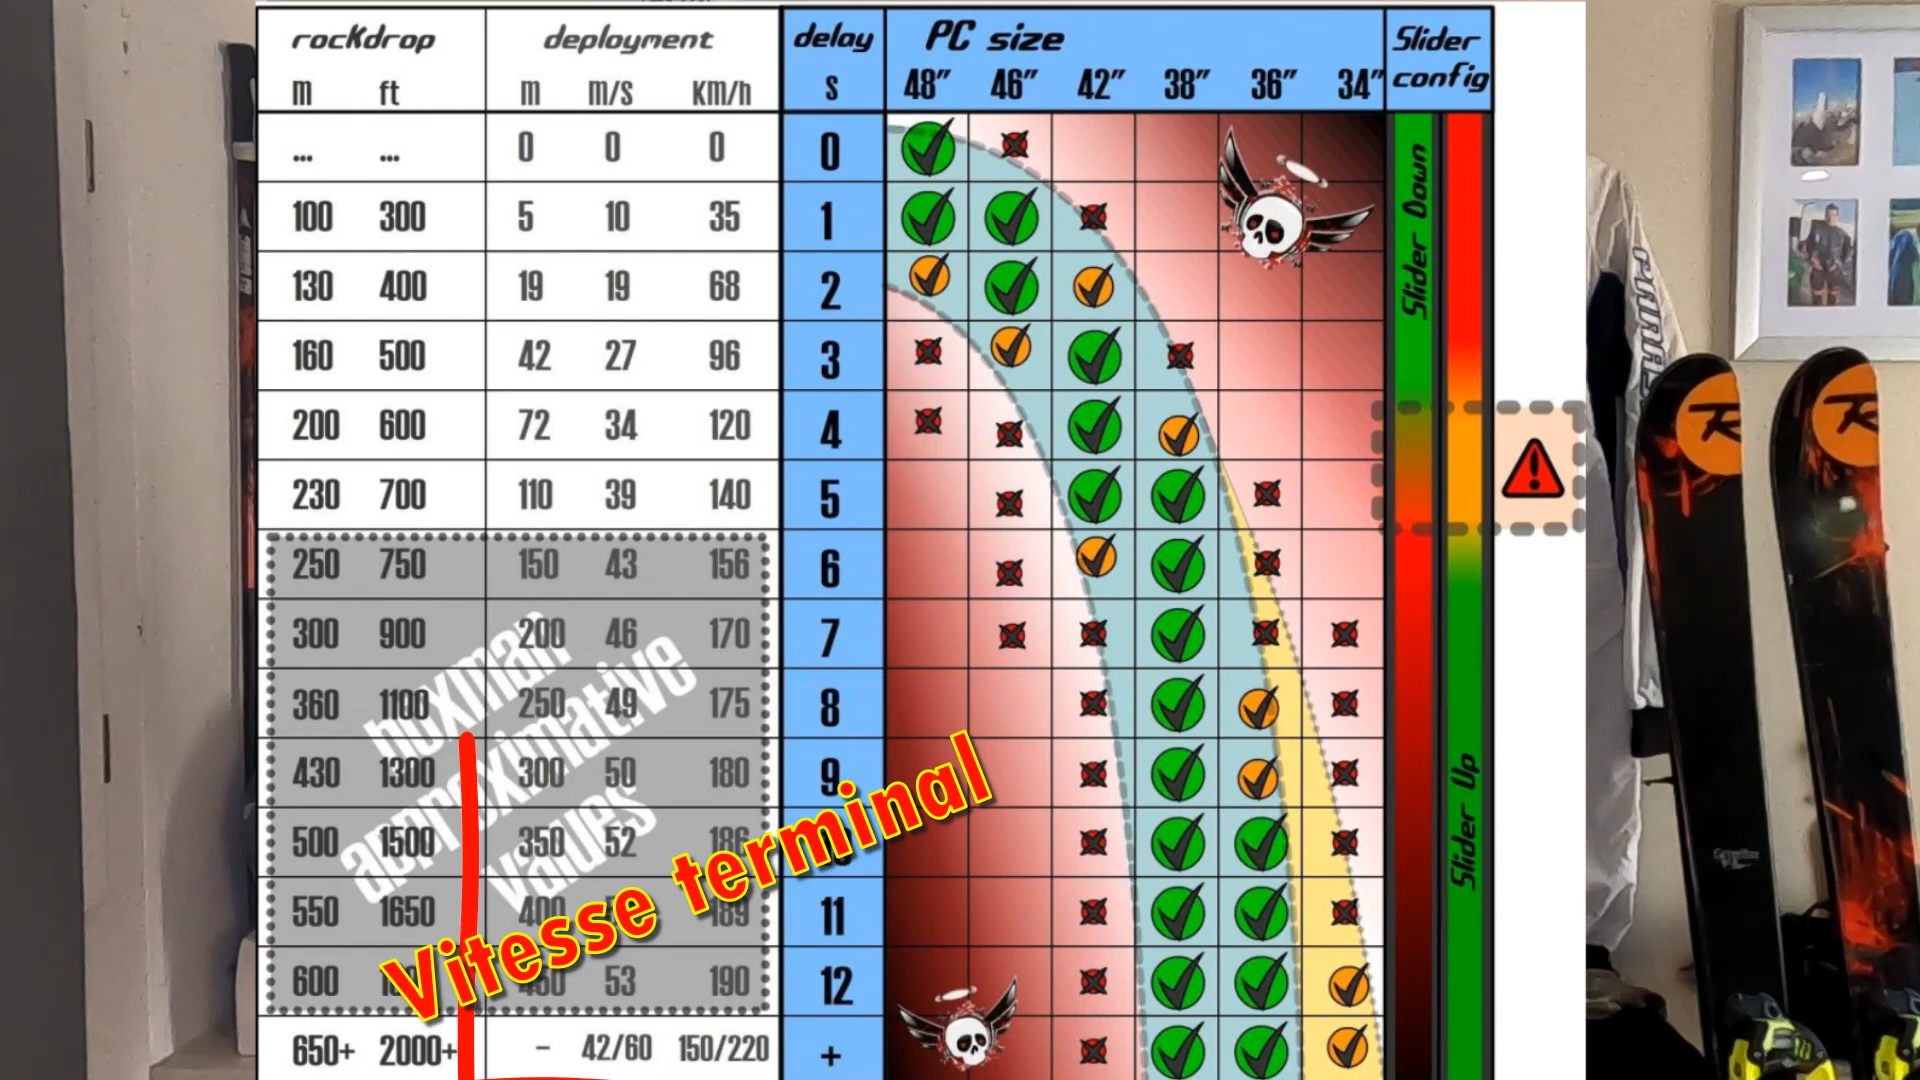 rocKdrop deployment delay PC size Slider config
m ft m M/S KM/h s 48" 46" 42" 38" 36" 34"
... ... 0 0 0 0
100 300 5 10 35 1
130 400 19 19 68 2
160 500 42 27 96 3
200 600 72 34 120 4
230 700 110 39 140 5
250 750 150 43 156 6
300 900 200 46 170 7
360 1100 250 49 175 8
430 1300 300 50 180 9
500 1500 350 52 186
550 1650 400 189 11
600 53 190 12
650+ 2000+ - 42/60 150/220 +
approximative
values
Vitesse terminal
Slider Down
Slider Up